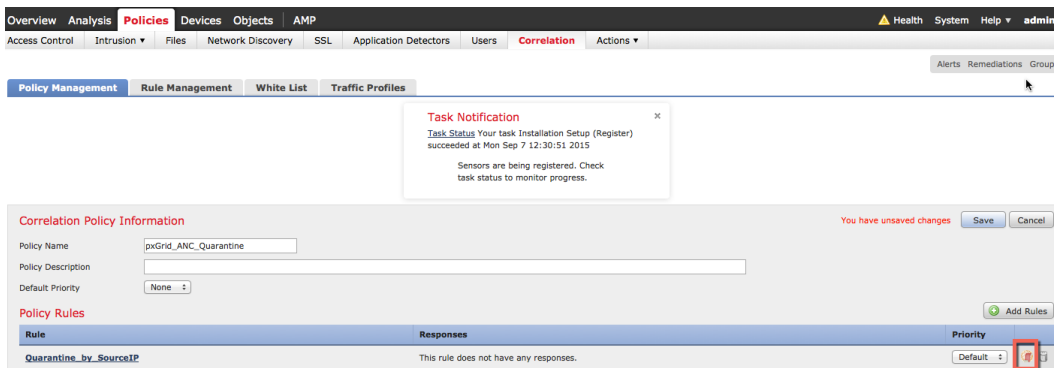 Overview Analysis Policies Devices Objects AMP Health System Help ▾ admin
Access Control Intrusion ▾ Files Network Discovery SSL Application Detectors Users Correlation Actions ▾
Alerts Remediations Group
Policy Management Rule Management White List Traffic Profiles
Task Notification ×
Task Status Your task Installation Setup (Register)
succeeded at Mon Sep 7 12:30:51 2015
Sensors are being registered. Check
task status to monitor progress.
Correlation Policy Information You have unsaved changes Save Cancel
Policy Name pxGrid_ANC_Quarantine
Policy Description
Default Priority None
Policy Rules Add Rules
Rule Responses Priority
Quarantine_by_SourceIP This rule does not have any responses. Default